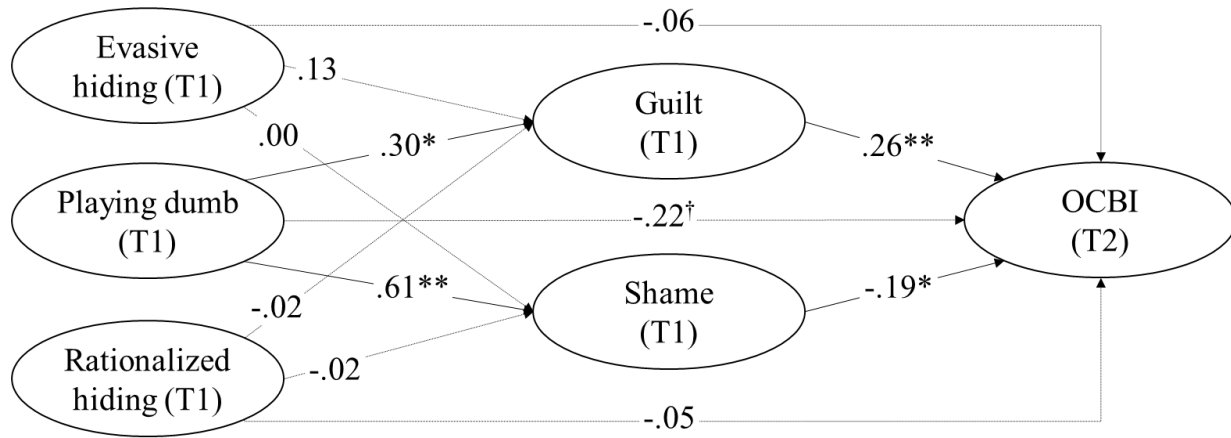 -.06
Evasive
hiding (T1)
.13
Guilt
(T1)
.00
.30*
.26**
Playing dumb
(T1)
-.22†
OCBI
(T2)
.61**
Shame
(T1)
-.19*
-.02
Rationalized
hiding (T1)
-.02
-.05